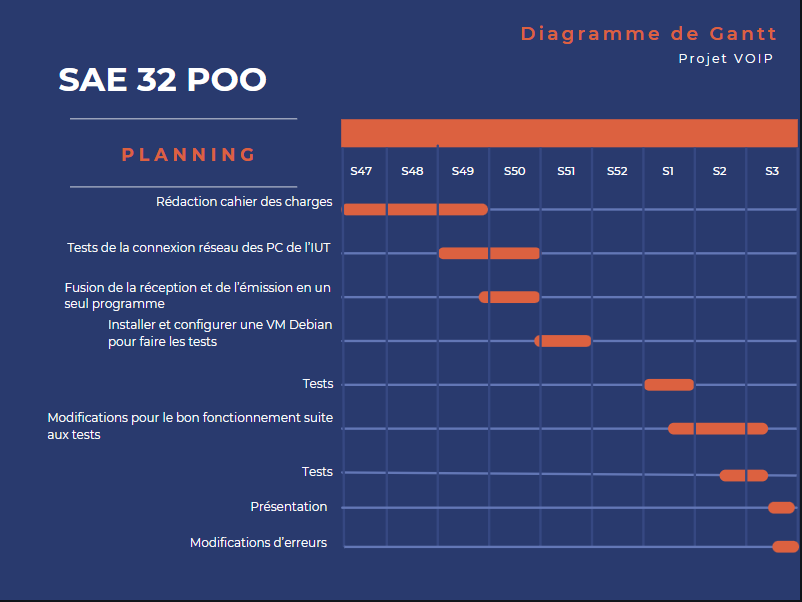 Diagramme de Gantt
Projet VOIP
SAE 32 POO
PLANNING
S47 S48 S49 S50 S51 S52 S1 S2 S3
Rédaction cahier des charges
Tests de la connexion réseau des PC de l'IUT
Fusion de la réception et de l'émission en un
seul programme
Installer et configurer une VM Debian
pour faire les tests
Tests
Modifications pour le bon fonctionnement suite
aux tests
Tests
Présentation
Modifications d'erreurs